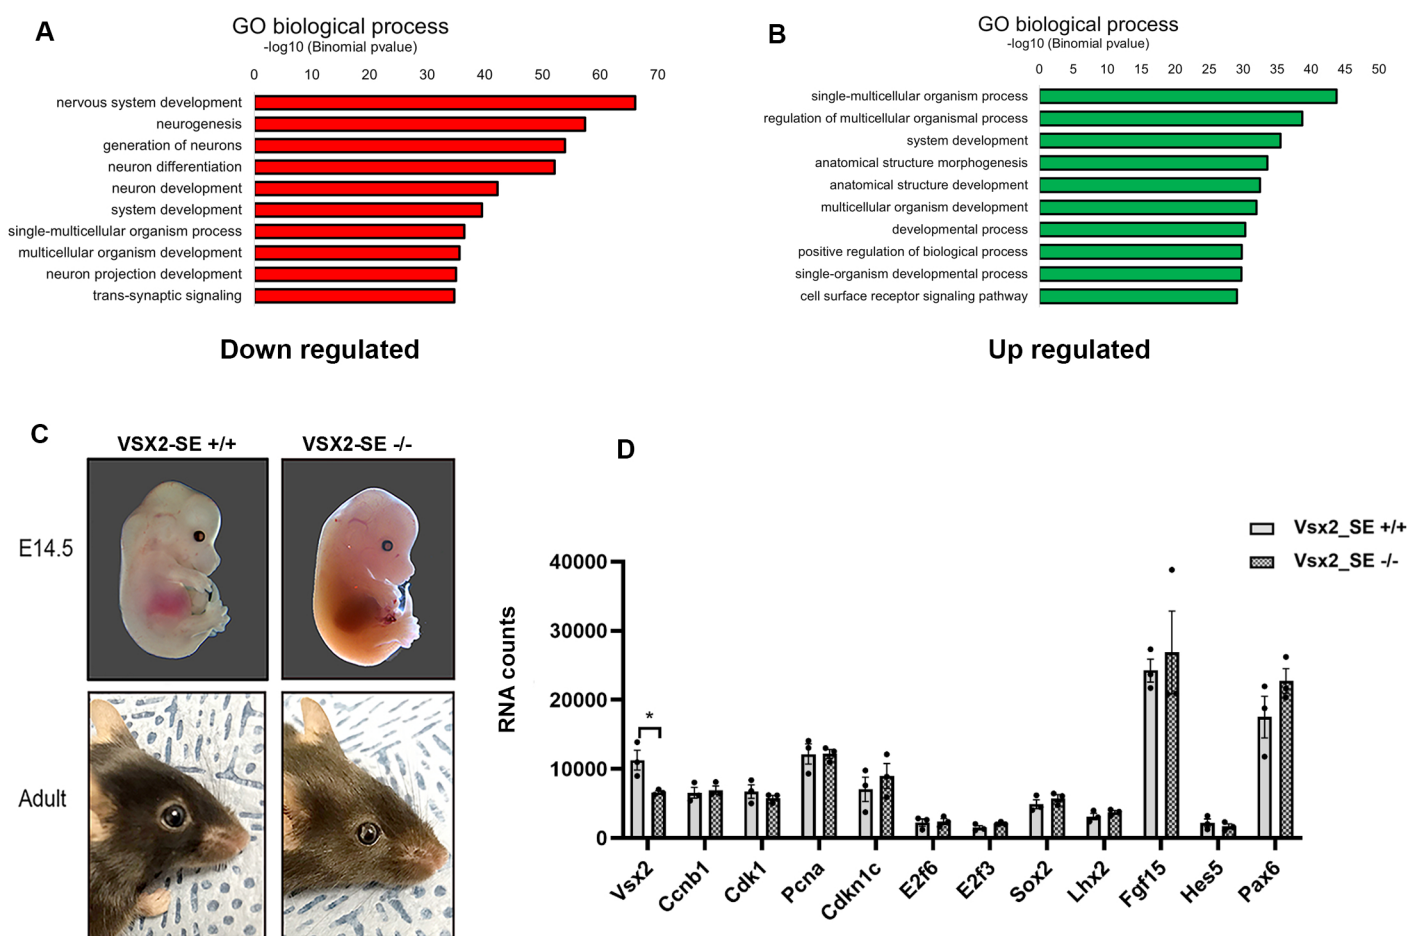 A
GO biological process
-log10 (Binomial pvalue)
0 10 20 30 40 50 60 70
nervous system development
neurogenesis
generation of neurons
neuron differentiation
neuron development
system development
single-multicellular organism process
multicellular organism development
neuron projection development
trans-synaptic signaling
Down regulated
B
GO biological process
-log10 (Binomial pvalue)
0 5 10 15 20 25 30 35 40 45 50
single-multicellular organism process
regulation of multicellular organismal process
system development
anatomical structure morphogenesis
anatomical structure development
multicellular organism development
developmental process
positive regulation of biological process
single-organism developmental process
cell surface receptor signaling pathway
Up regulated
C
VSX2-SE +/+ VSX2-SE -/-
E14.5
Adult
D
Vsx2_SE +/+
Vsx2_SE -/-
RNA counts
40000
30000
20000
10000
0
*
Vsx2 Ccnb1 Cdk1 Pcna Cdkn1c E2f6 E2f3 Sox2 Lhx2 Fgf15 Hes5 Pax6